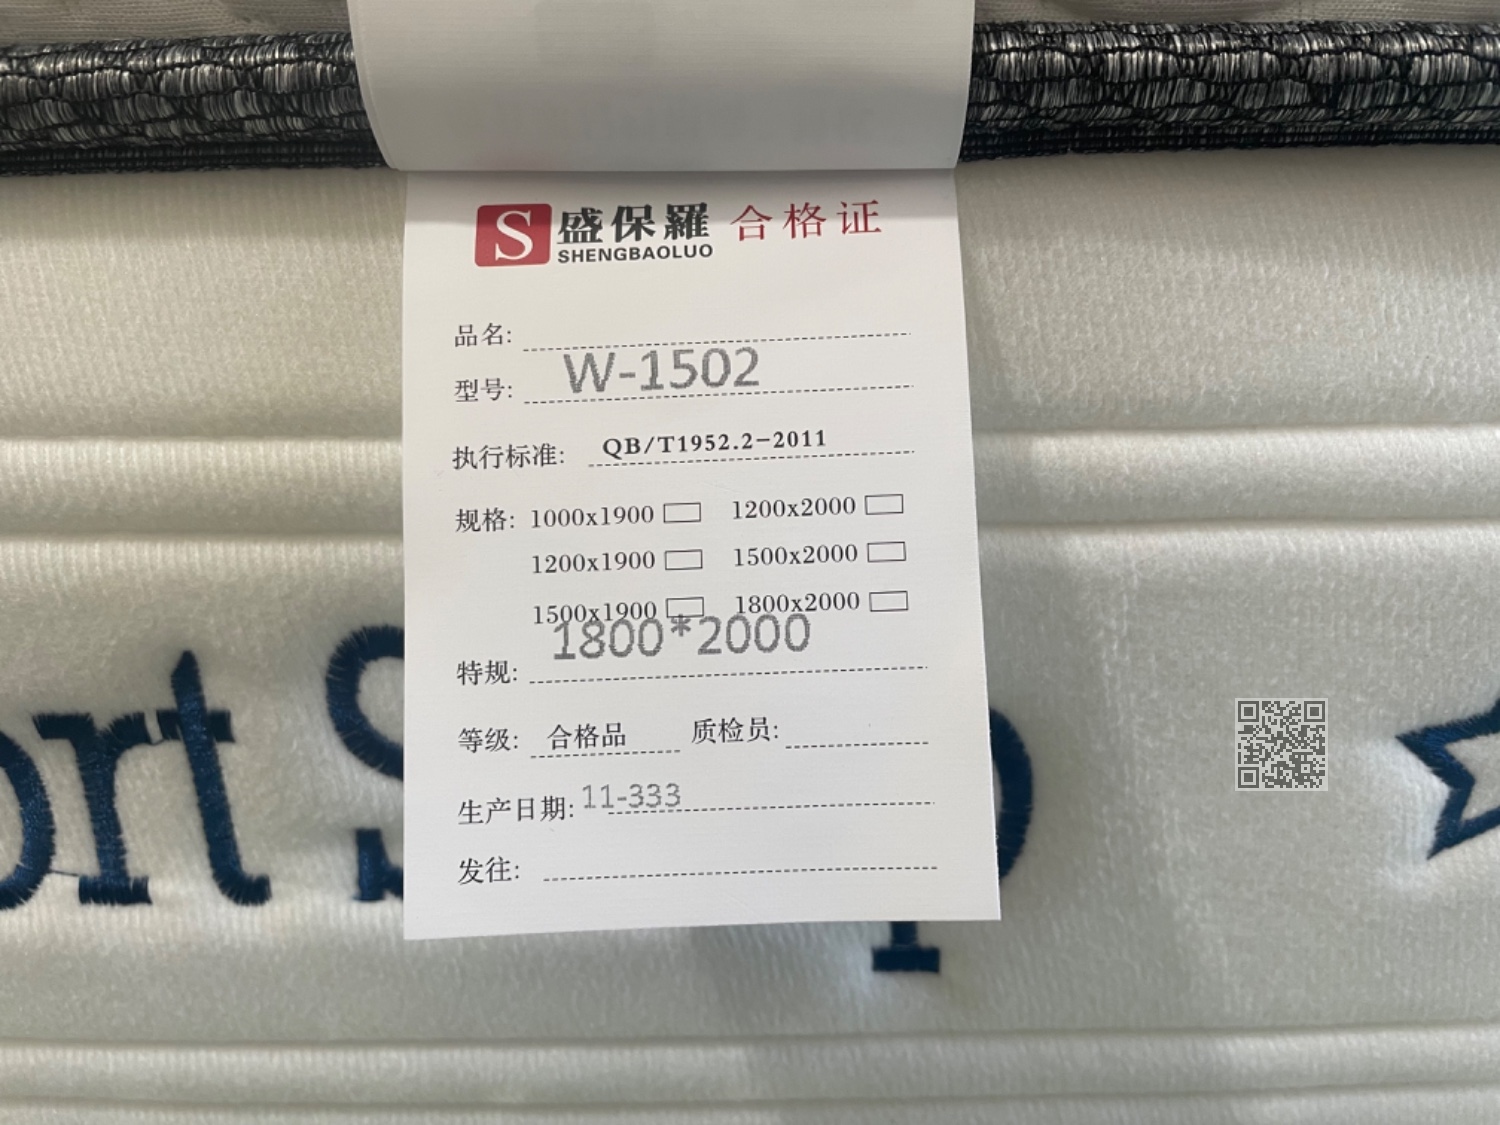 S 盛保羅 合格证
SHENGBAOLUO
品名:
型号: W-1502
执行标准: QB/T1952.2-2011
规格: 1000x1900 1200x2000
1200x1900 1500x2000
1500x1900 1800x2000
特规: 1800*2000
等级: 合格品 质检员:
生产日期: 11-333
发往:
ort S p